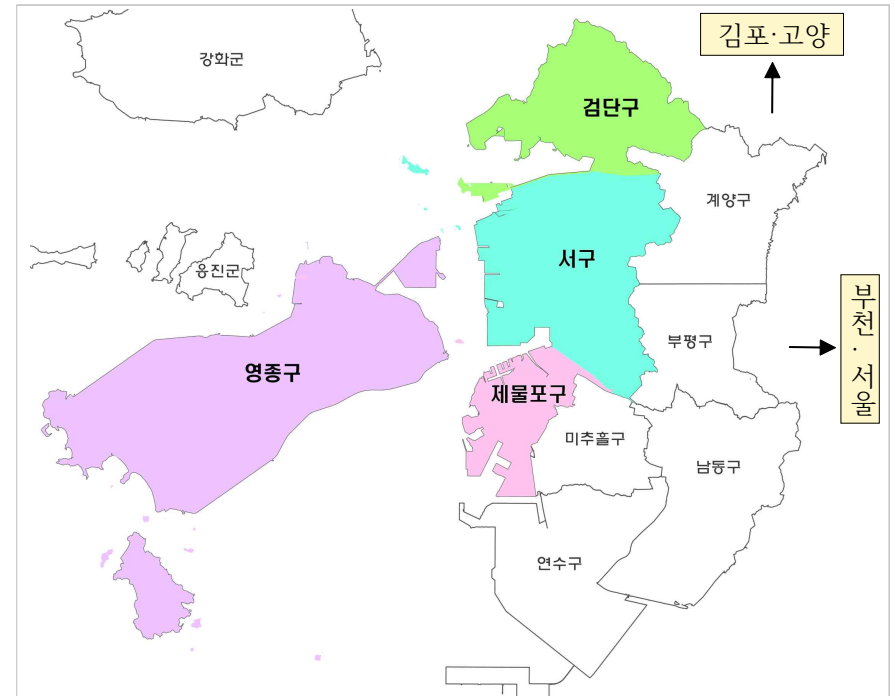 김포·고양
강화군
검단구
계양구
서구
옹진군
부평구
부천·서울
영종구
제물포구
미추홀구
남동구
연수구